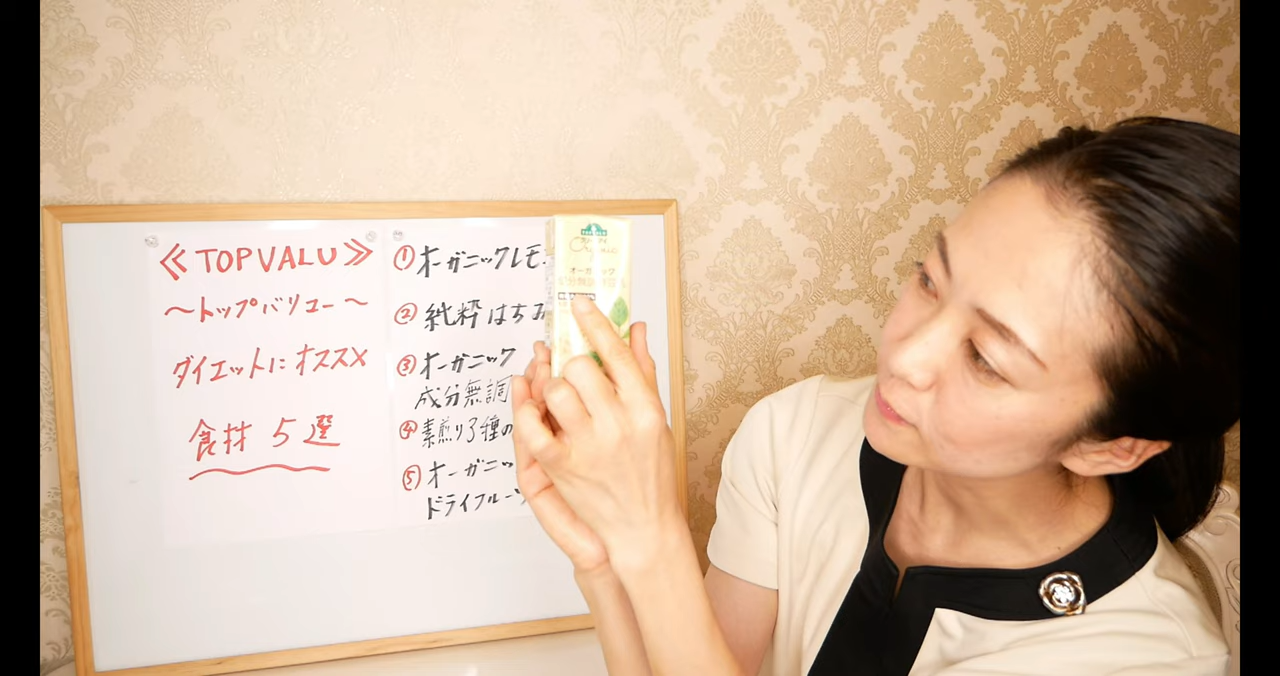 ≪TOPVALU≫
～トップバリュー～
ダイエットにオススメ
食材 5選
①オーガニックレモ
②純粋はちみ
③オーガニック
成分無調
④素煎り3種の
⑤オーガニッ
ドライフルー
オーガニック